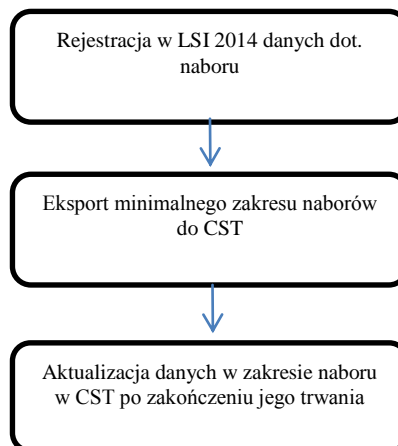 Rejestracja w LSI 2014 danych dot.
naboru
Eksport minimalnego zakresu naborów
do CST
Aktualizacja danych w zakresie naboru
w CST po zakończeniu jego trwania